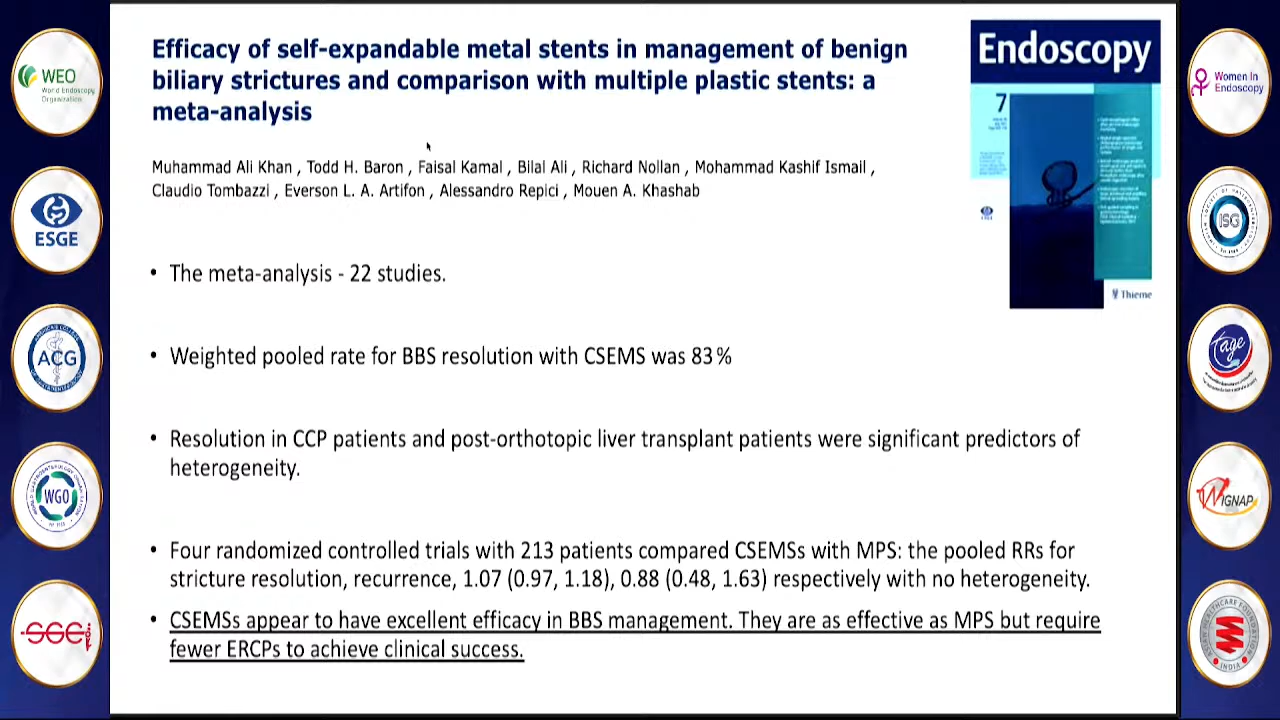 Efficacy of self-expandable metal stents in management of benign
biliary strictures and comparison with multiple plastic stents: a
meta-analysis
Muhammad Ali Khan , Todd H. Baron , Faisal Kamal , Bilal Ali , Richard Nollan , Mohammad Kashif Ismail ,
Claudio Tombazzi , Everson L. A. Artifon , Alessandro Repici , Mouen A. Khashab
• The meta-analysis - 22 studies.
• Weighted pooled rate for BBS resolution with CSEMS was 83 %
• Resolution in CCP patients and post-orthotopic liver transplant patients were significant predictors of
heterogeneity.
• Four randomized controlled trials with 213 patients compared CSEMSs with MPS: the pooled RRs for
stricture resolution, recurrence, 1.07 (0.97, 1.18), 0.88 (0.48, 1.63) respectively with no heterogeneity.
• CSEMSs appear to have excellent efficacy in BBS management. They are as effective as MPS but require
fewer ERCPs to achieve clinical success.
Endoscopy
7
Thieme
WEO
World Endoscopy
Organization
ESGE
ACG
WGO
SGEI
Women In
Endoscopy
ISG
tage
WIGNAP
ASIAN HEALTHCARE FOUNDATION
INDIA